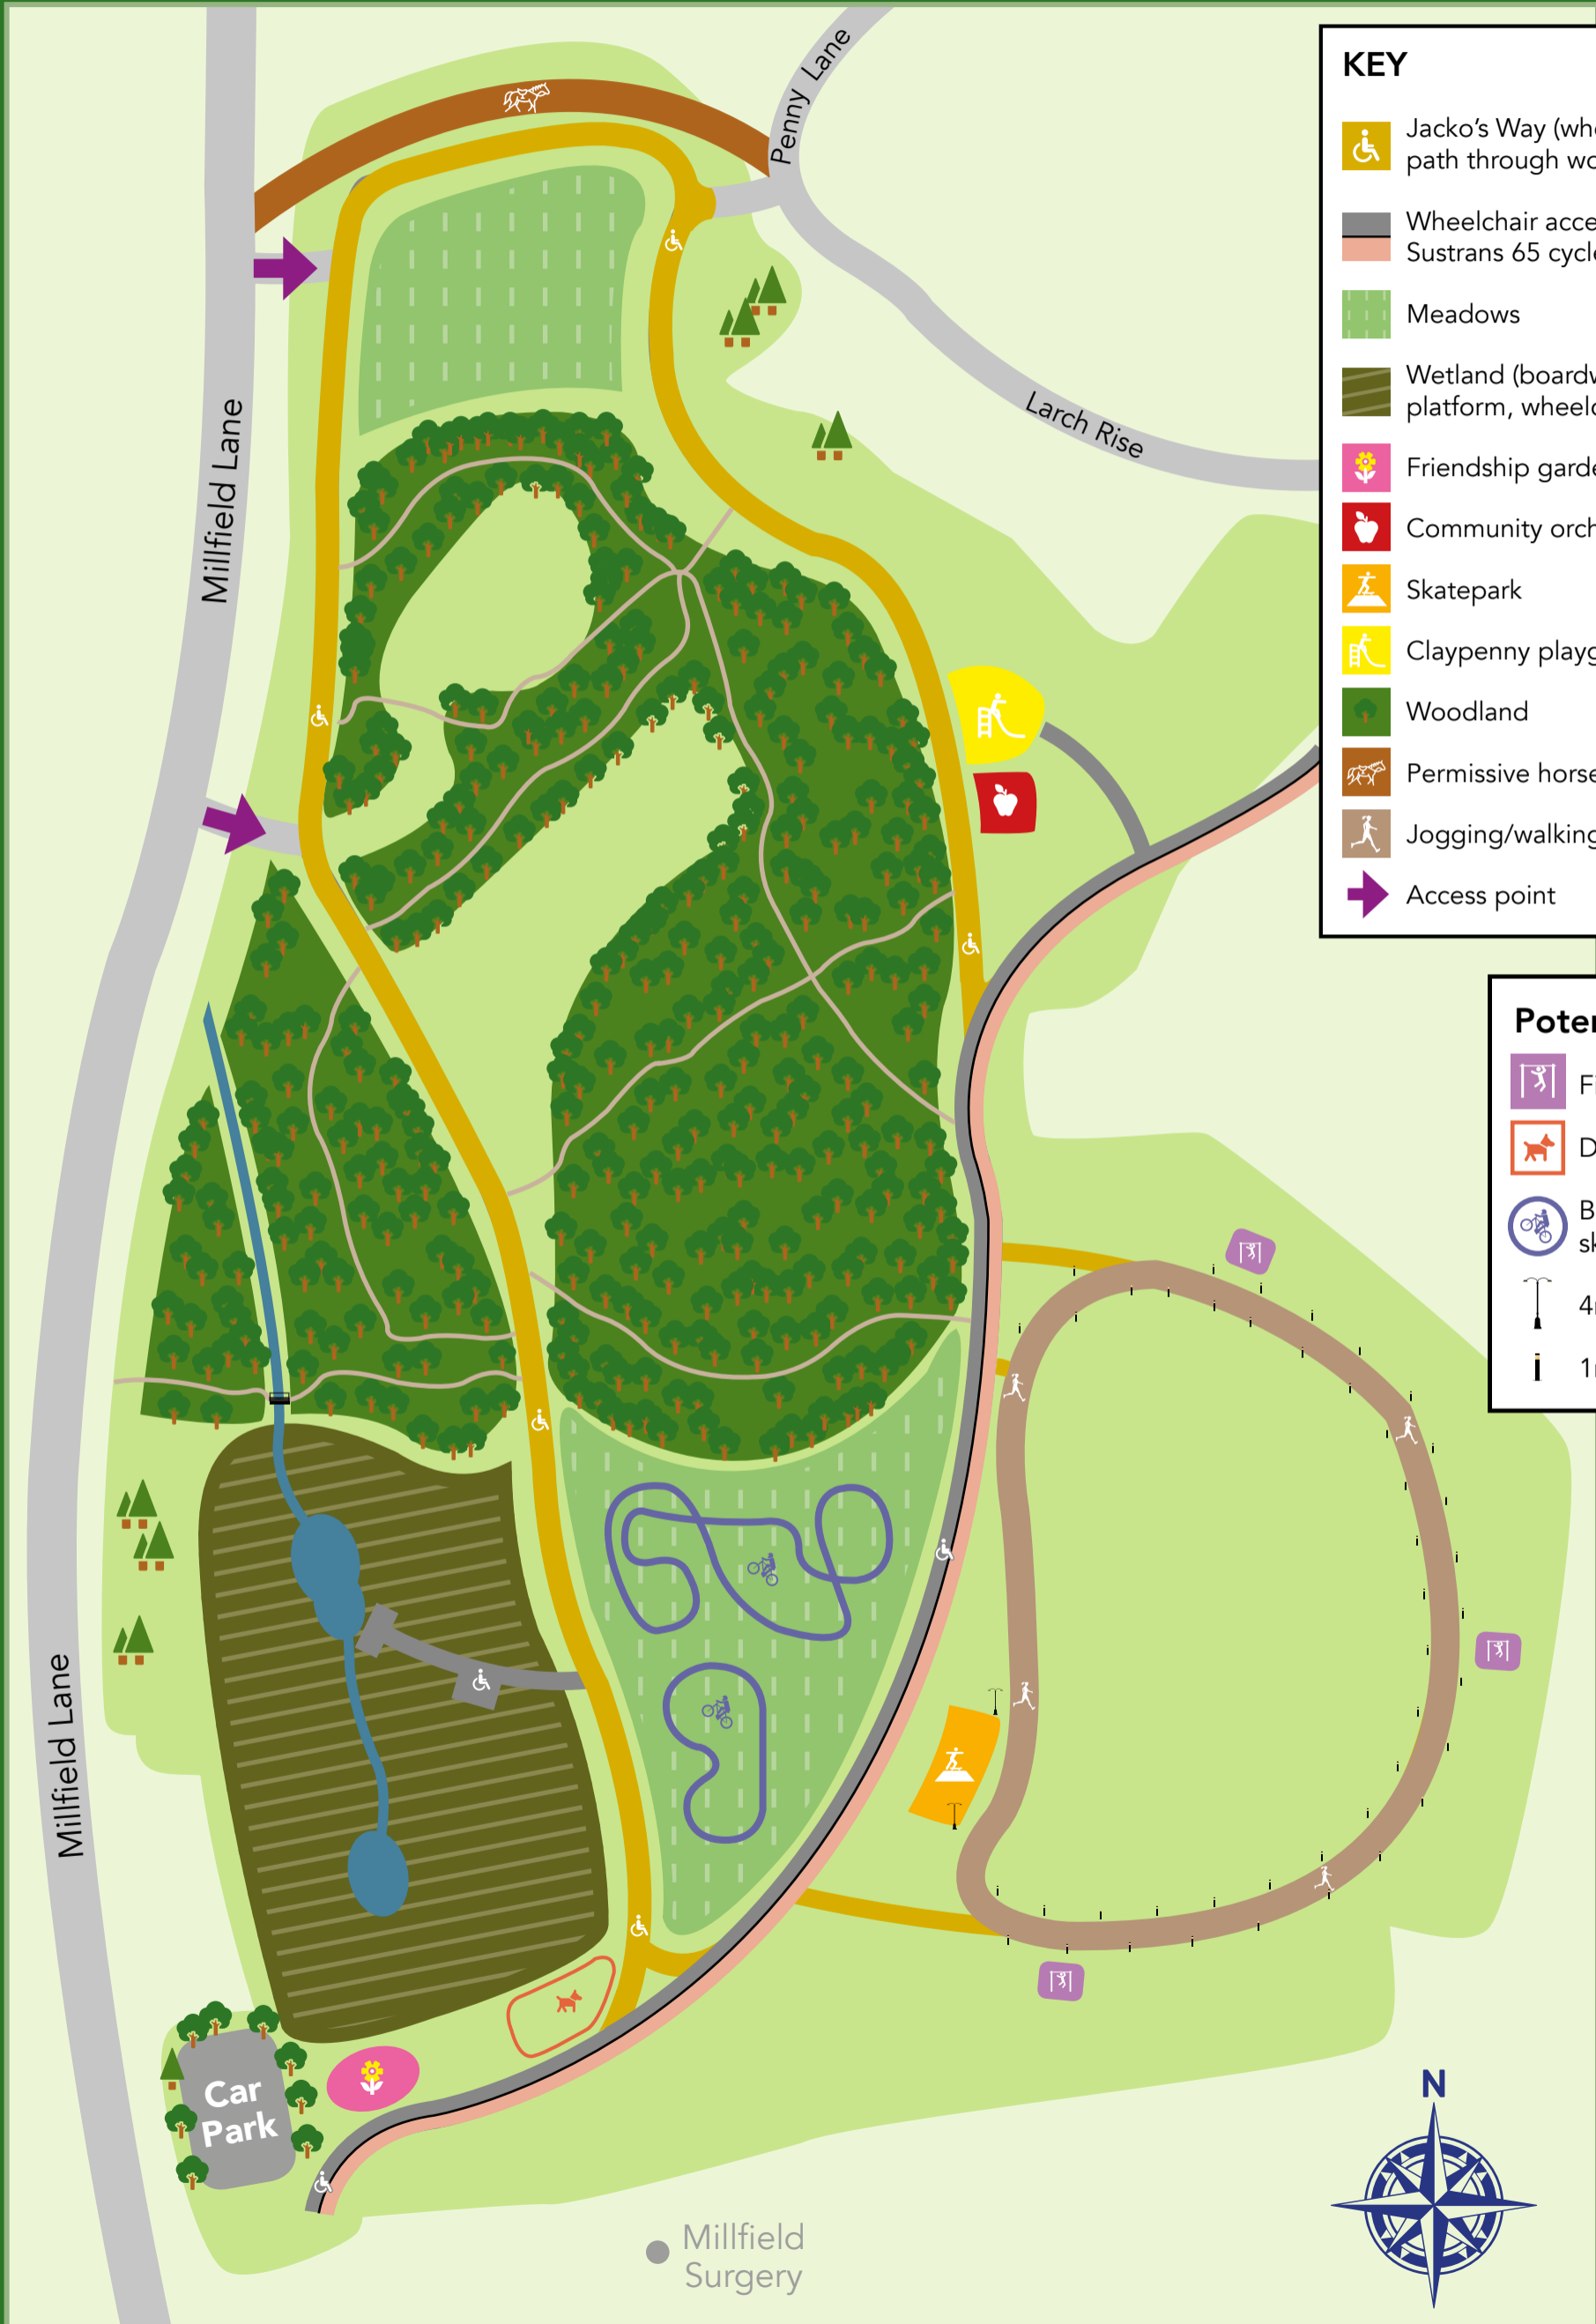 Penny Lane
Larch Rise
Millfield Lane
Millfield Lane
Car
Park
Millfield
Surgery
N
KEY
Jacko's Way (whe
path through wo
Wheelchair acce
Sustrans 65 cycle
Meadows
Wetland (boardw
platform, wheelc
Friendship garde
Community orch
Skatepark
Claypenny playg
Woodland
Permissive horse
Jogging/walking
Access point
Poten
F
D
B
sk
4
1